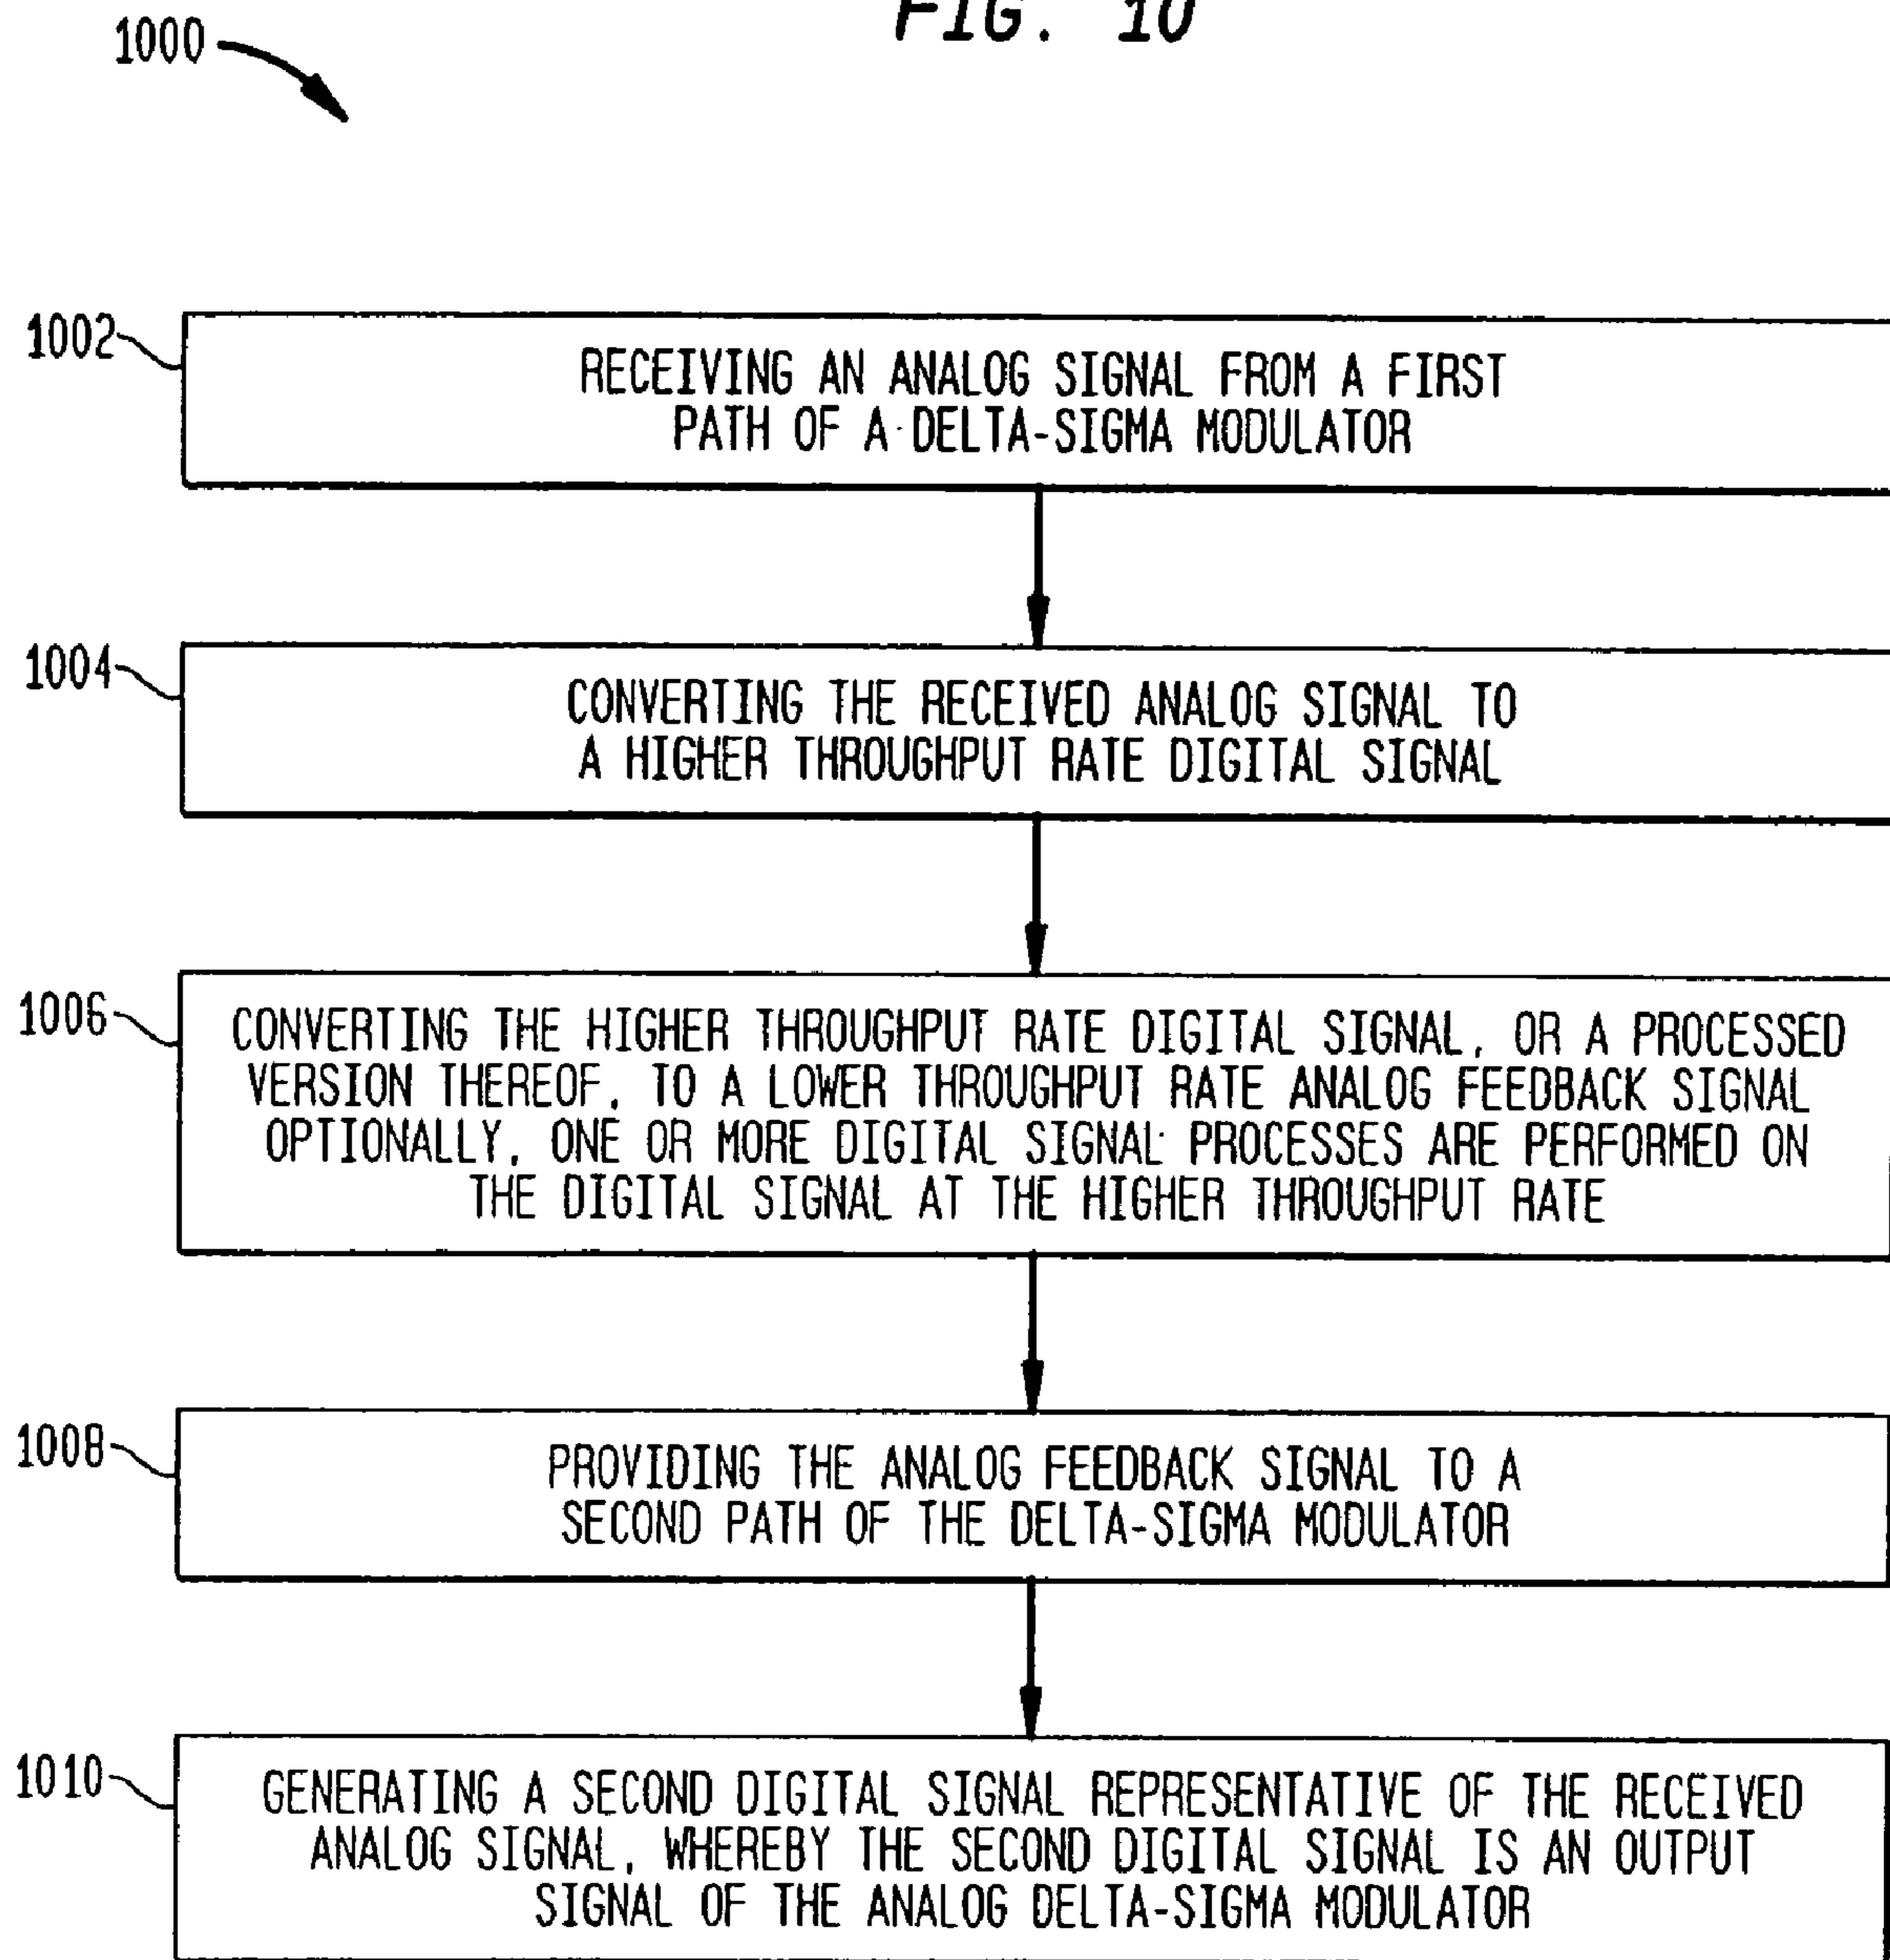 FIG. 10
1000
1002
RECEIVING AN ANALOG SIGNAL FROM A FIRST
PATH OF A DELTA-SIGMA MODULATOR
1004
CONVERTING THE RECEIVED ANALOG SIGNAL TO
A HIGHER THROUGHPUT RATE DIGITAL SIGNAL
1006
CONVERTING THE HIGHER THROUGHPUT RATE DIGITAL SIGNAL, OR A PROCESSED
VERSION THEREOF, TO A LOWER THROUGHPUT RATE ANALOG FEEDBACK SIGNAL
OPTIONALLY, ONE OR MORE DIGITAL SIGNAL PROCESSES ARE PERFORMED ON
THE DIGITAL SIGNAL AT THE HIGHER THROUGHPUT RATE
1008
PROVIDING THE ANALOG FEEDBACK SIGNAL TO A
SECOND PATH OF THE DELTA-SIGMA MODULATOR
1010
GENERATING A SECOND DIGITAL SIGNAL REPRESENTATIVE OF THE RECEIVED
ANALOG SIGNAL, WHEREBY THE SECOND DIGITAL SIGNAL IS AN OUTPUT
SIGNAL OF THE ANALOG DELTA-SIGMA MODULATOR